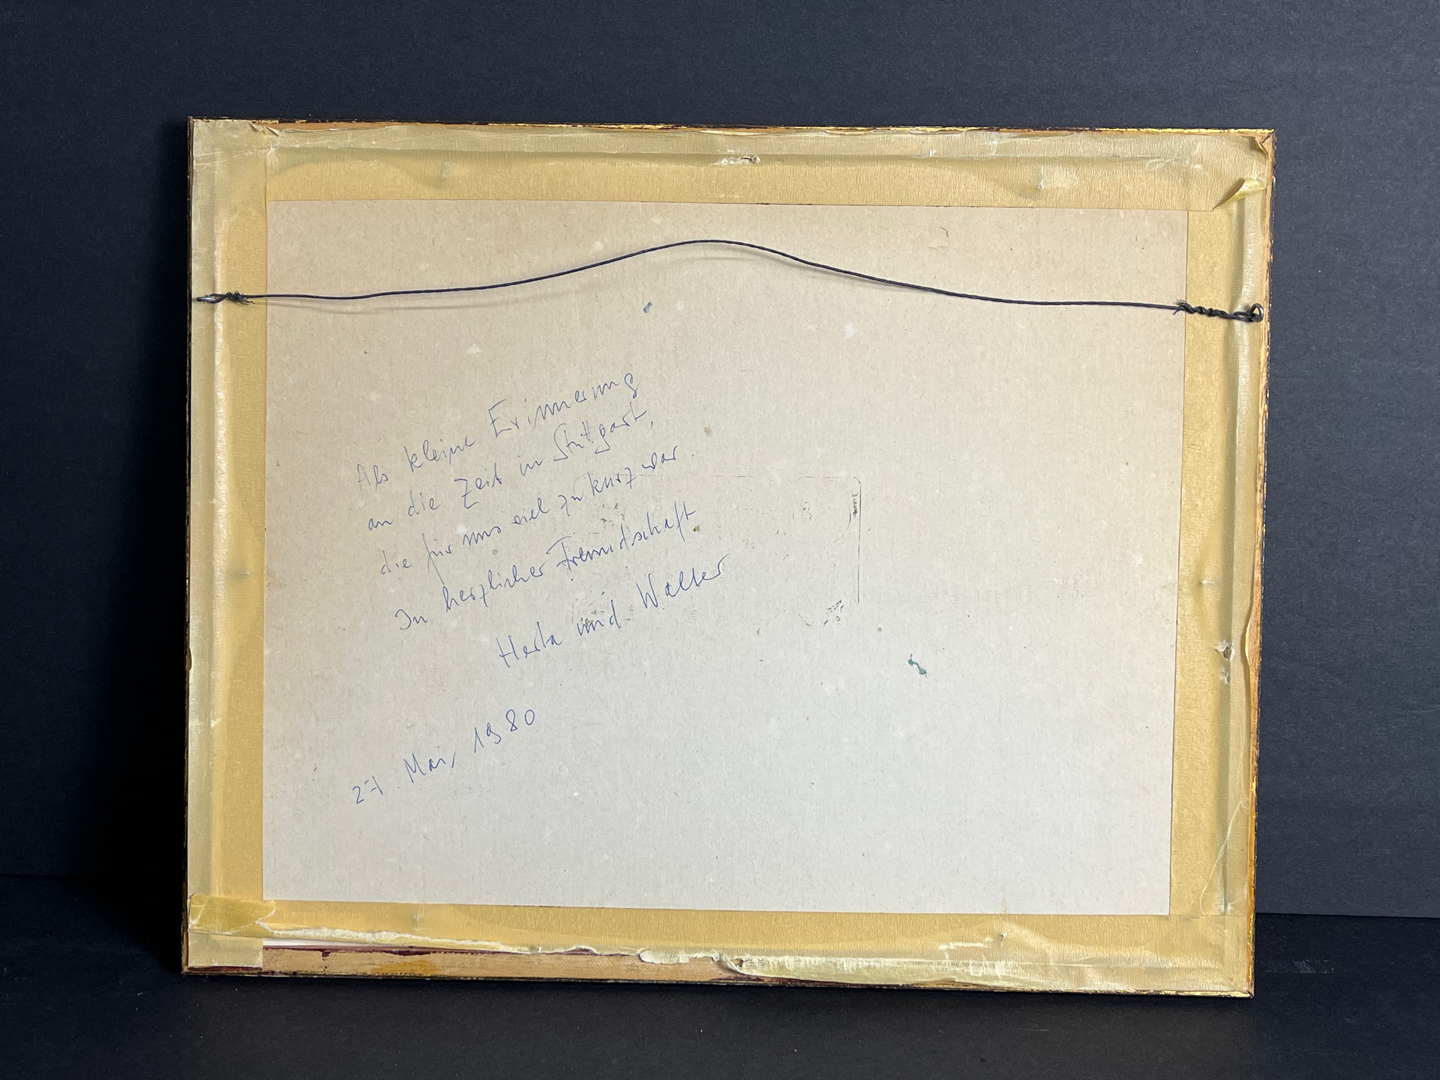 Als kleine Erinnerung
an die Zeit in Stuttgart,
die für uns viel zu kurz war.
In herzlicher Freundschaft
Herta und Walter
27. Mai, 1980